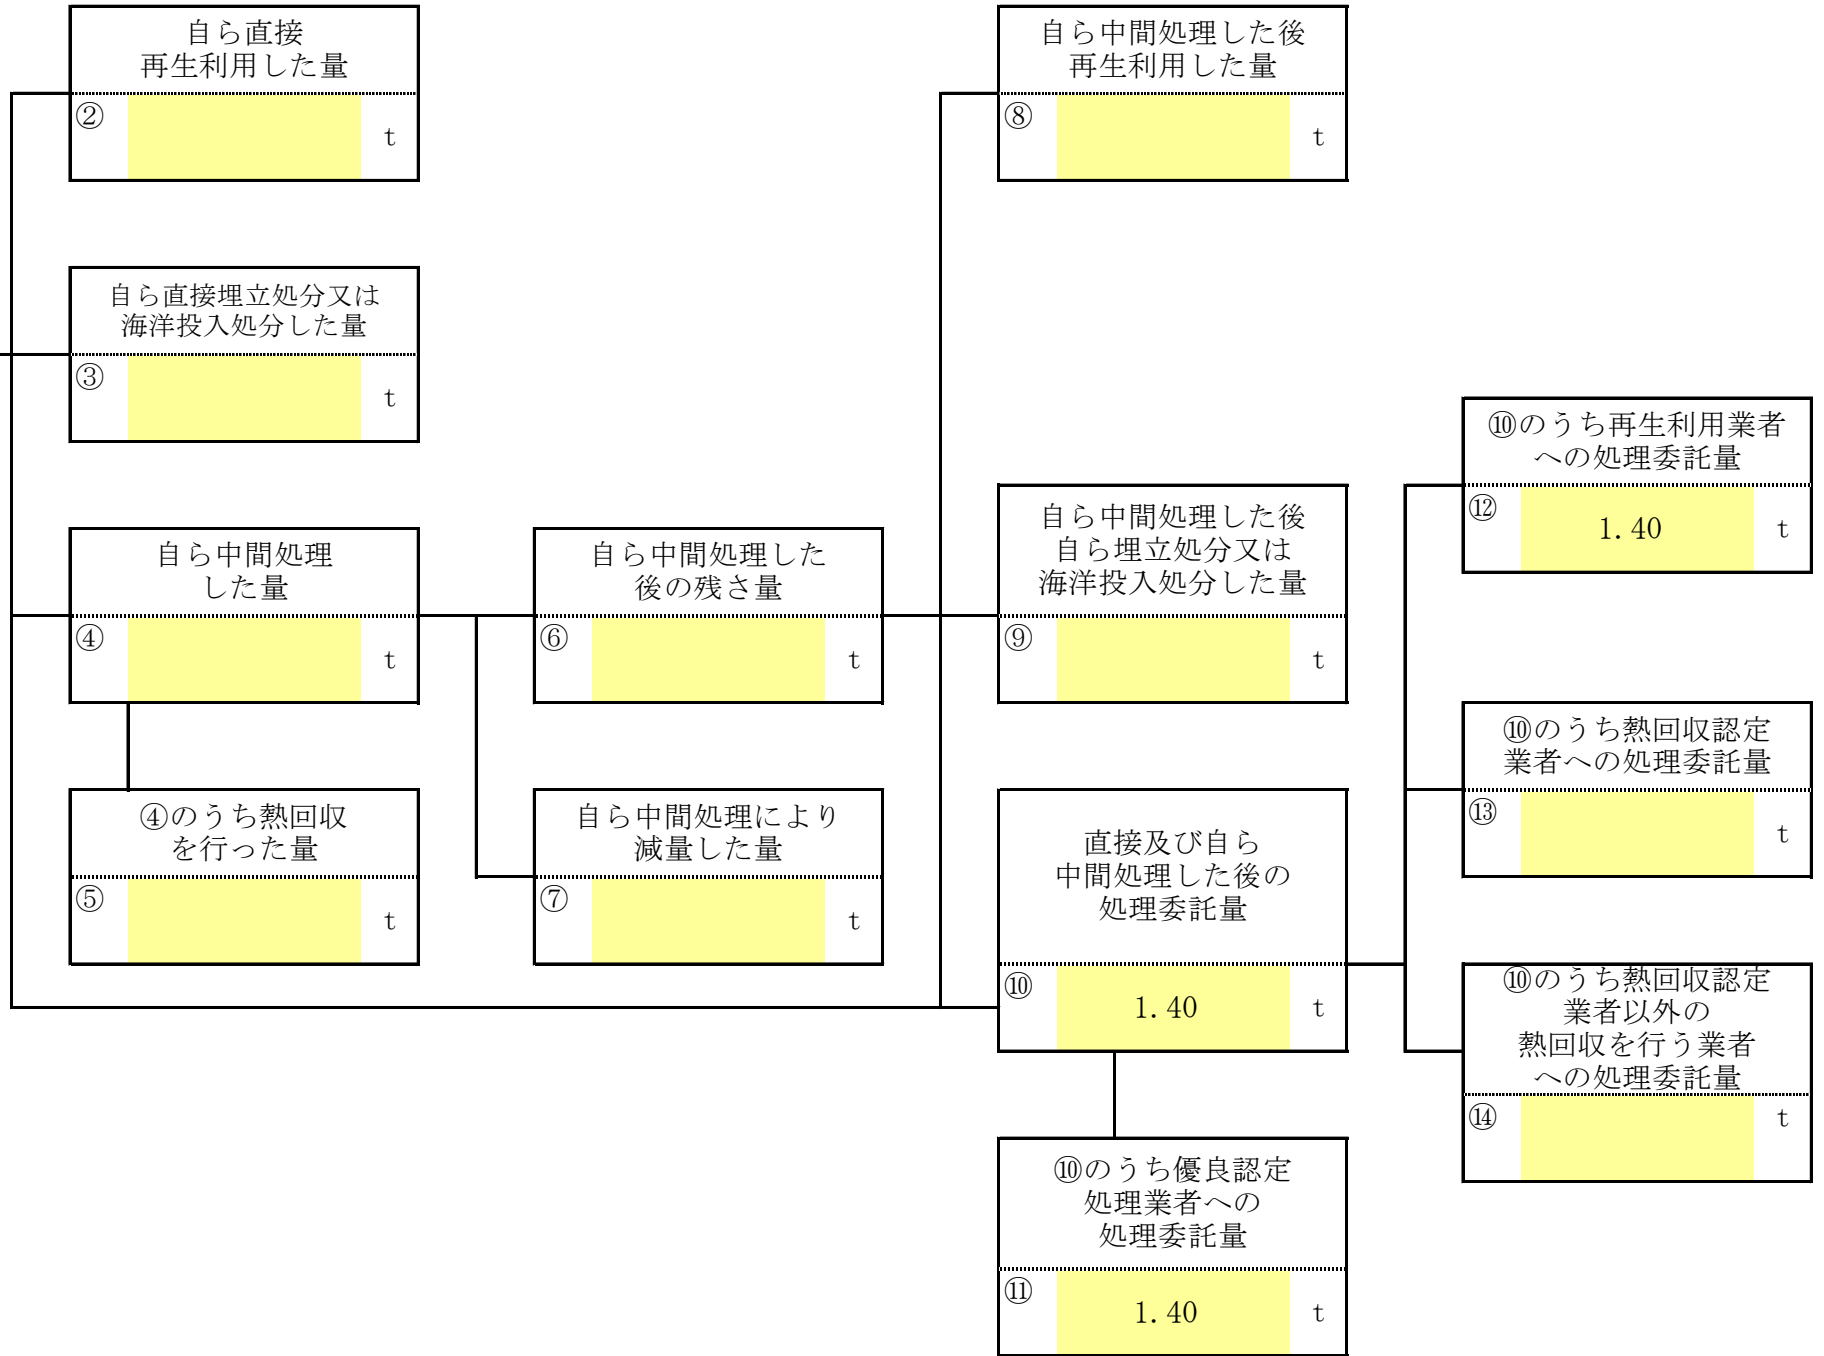 自ら直接
再生利用した量
②
t
自ら中間処理した後
再生利用した量
⑧
t
自ら直接埋立処分又は
海洋投入処分した量
③
t
⑩のうち再生利用業者
への処理委託量
⑫
1.40
t
自ら中間処理
した量
④
t
自ら中間処理した
後の残さ量
⑥
t
自ら中間処理した後
自ら埋立処分又は
海洋投入処分した量
⑨
t
⑩のうち熱回収認定
業者への処理委託量
⑬
t
④のうち熱回収
を行った量
⑤
t
自ら中間処理により
減量した量
⑦
t
直接及び自ら
中間処理した後の
処理委託量
⑩
1.40
t
⑩のうち熱回収認定
業者以外の
熱回収を行う業者
への処理委託量
⑭
t
⑩のうち優良認定
処理業者への
処理委託量
⑪
1.40
t